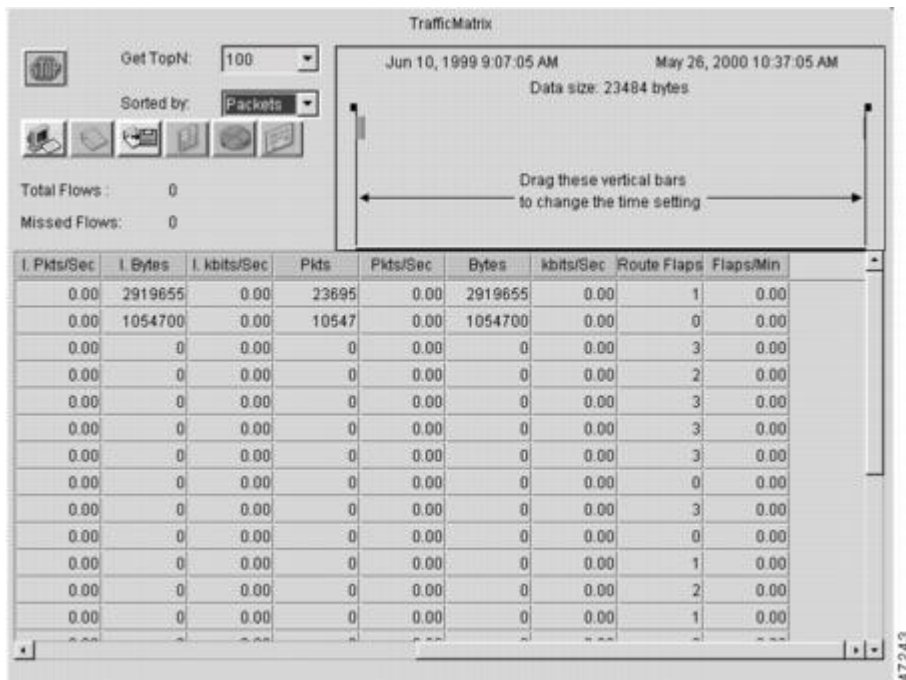 TrafficMatrix
Get TopN: 100
Sorted by: Packets
Total Flows : 0
Missed Flows: 0
Jun 10, 1999 9:07:05 AM May 26, 2000 10:37:05 AM
Data size: 23484 bytes
Drag these vertical bars
to change the time setting
I. Pkts/Sec I. Bytes I. kbits/Sec Pkts Pkts/Sec Bytes kbits/Sec Route Flaps Flaps/Min
0.00 2919655 0.00 23695 0.00 2919655 0.00 1 0.00
0.00 1054700 0.00 10547 0.00 1054700 0.00 0 0.00
0.00 0 0.00 0 0.00 0 0.00 3 0.00
0.00 0 0.00 0 0.00 0 0.00 2 0.00
0.00 0 0.00 0 0.00 0 0.00 3 0.00
0.00 0 0.00 0 0.00 0 0.00 3 0.00
0.00 0 0.00 0 0.00 0 0.00 3 0.00
0.00 0 0.00 0 0.00 0 0.00 0 0.00
0.00 0 0.00 0 0.00 0 0.00 3 0.00
0.00 0 0.00 0 0.00 0 0.00 0 0.00
0.00 0 0.00 0 0.00 0 0.00 1 0.00
0.00 0 0.00 0 0.00 0 0.00 2 0.00
0.00 0 0.00 0 0.00 0 0.00 1 0.00
47243